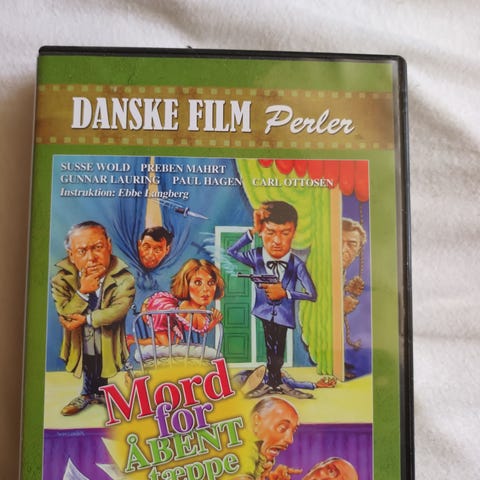 DANSKE FILM Perler
SUSSE WOLD PREBEN MAHRT
GUNNAR LAURING PAUL HAGEN CARL OTTOSEN
Instruktion: Ebbe Langberg
Mord
for
ÅBENT
tæppe